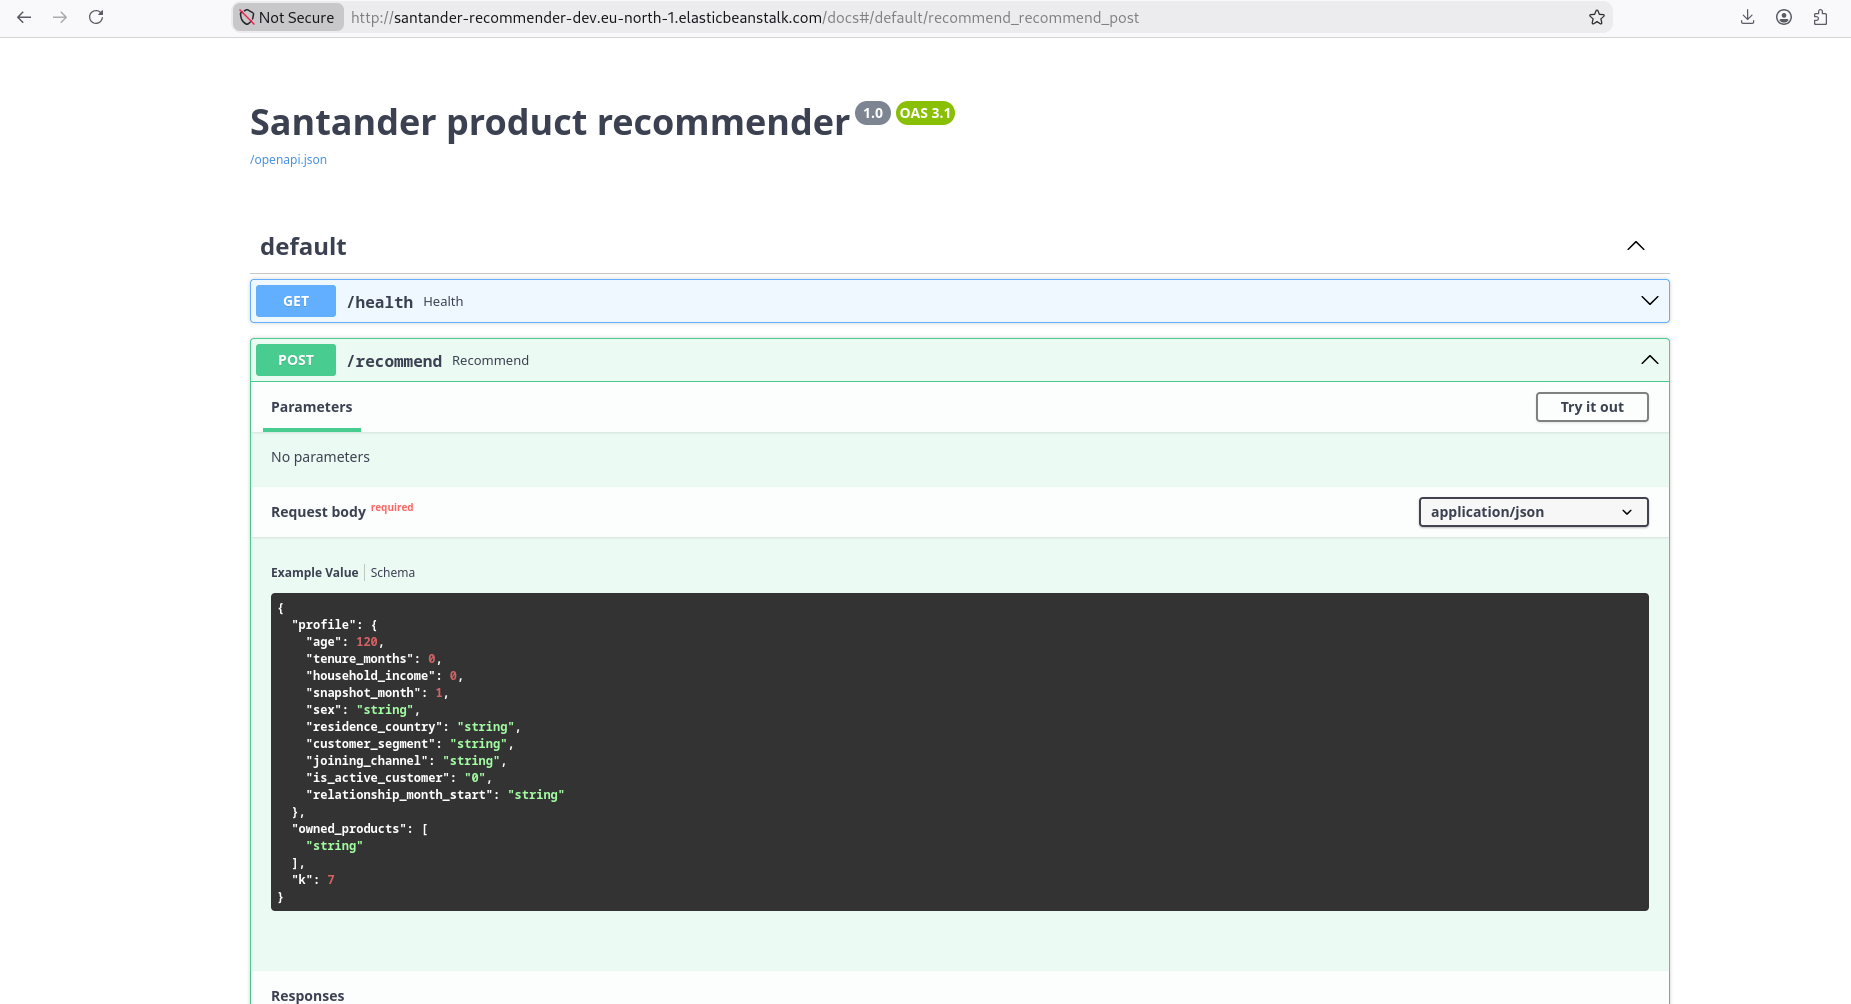 Not Secure http://santander-recommender-dev.eu-north-1.elasticbeanstalk.com/docs#/default/recommend_recommend_post
Santander product recommender 1.0 OAS 3.1
/openapi.json
default
GET /health Health
POST /recommend Recommend
Parameters Try it out
No parameters
Request body required application/json
Example Value Schema
{
"profile": {
"age": 120,
"tenure_months": 0,
"household_income": 0,
"snapshot_month": 1,
"sex": "string",
"residence_country": "string",
"customer_segment": "string",
"joining_channel": "string",
"is_active_customer": "0",
"relationship_month_start": "string"
},
"owned_products": [
"string"
],
"k": 7
}
Responses